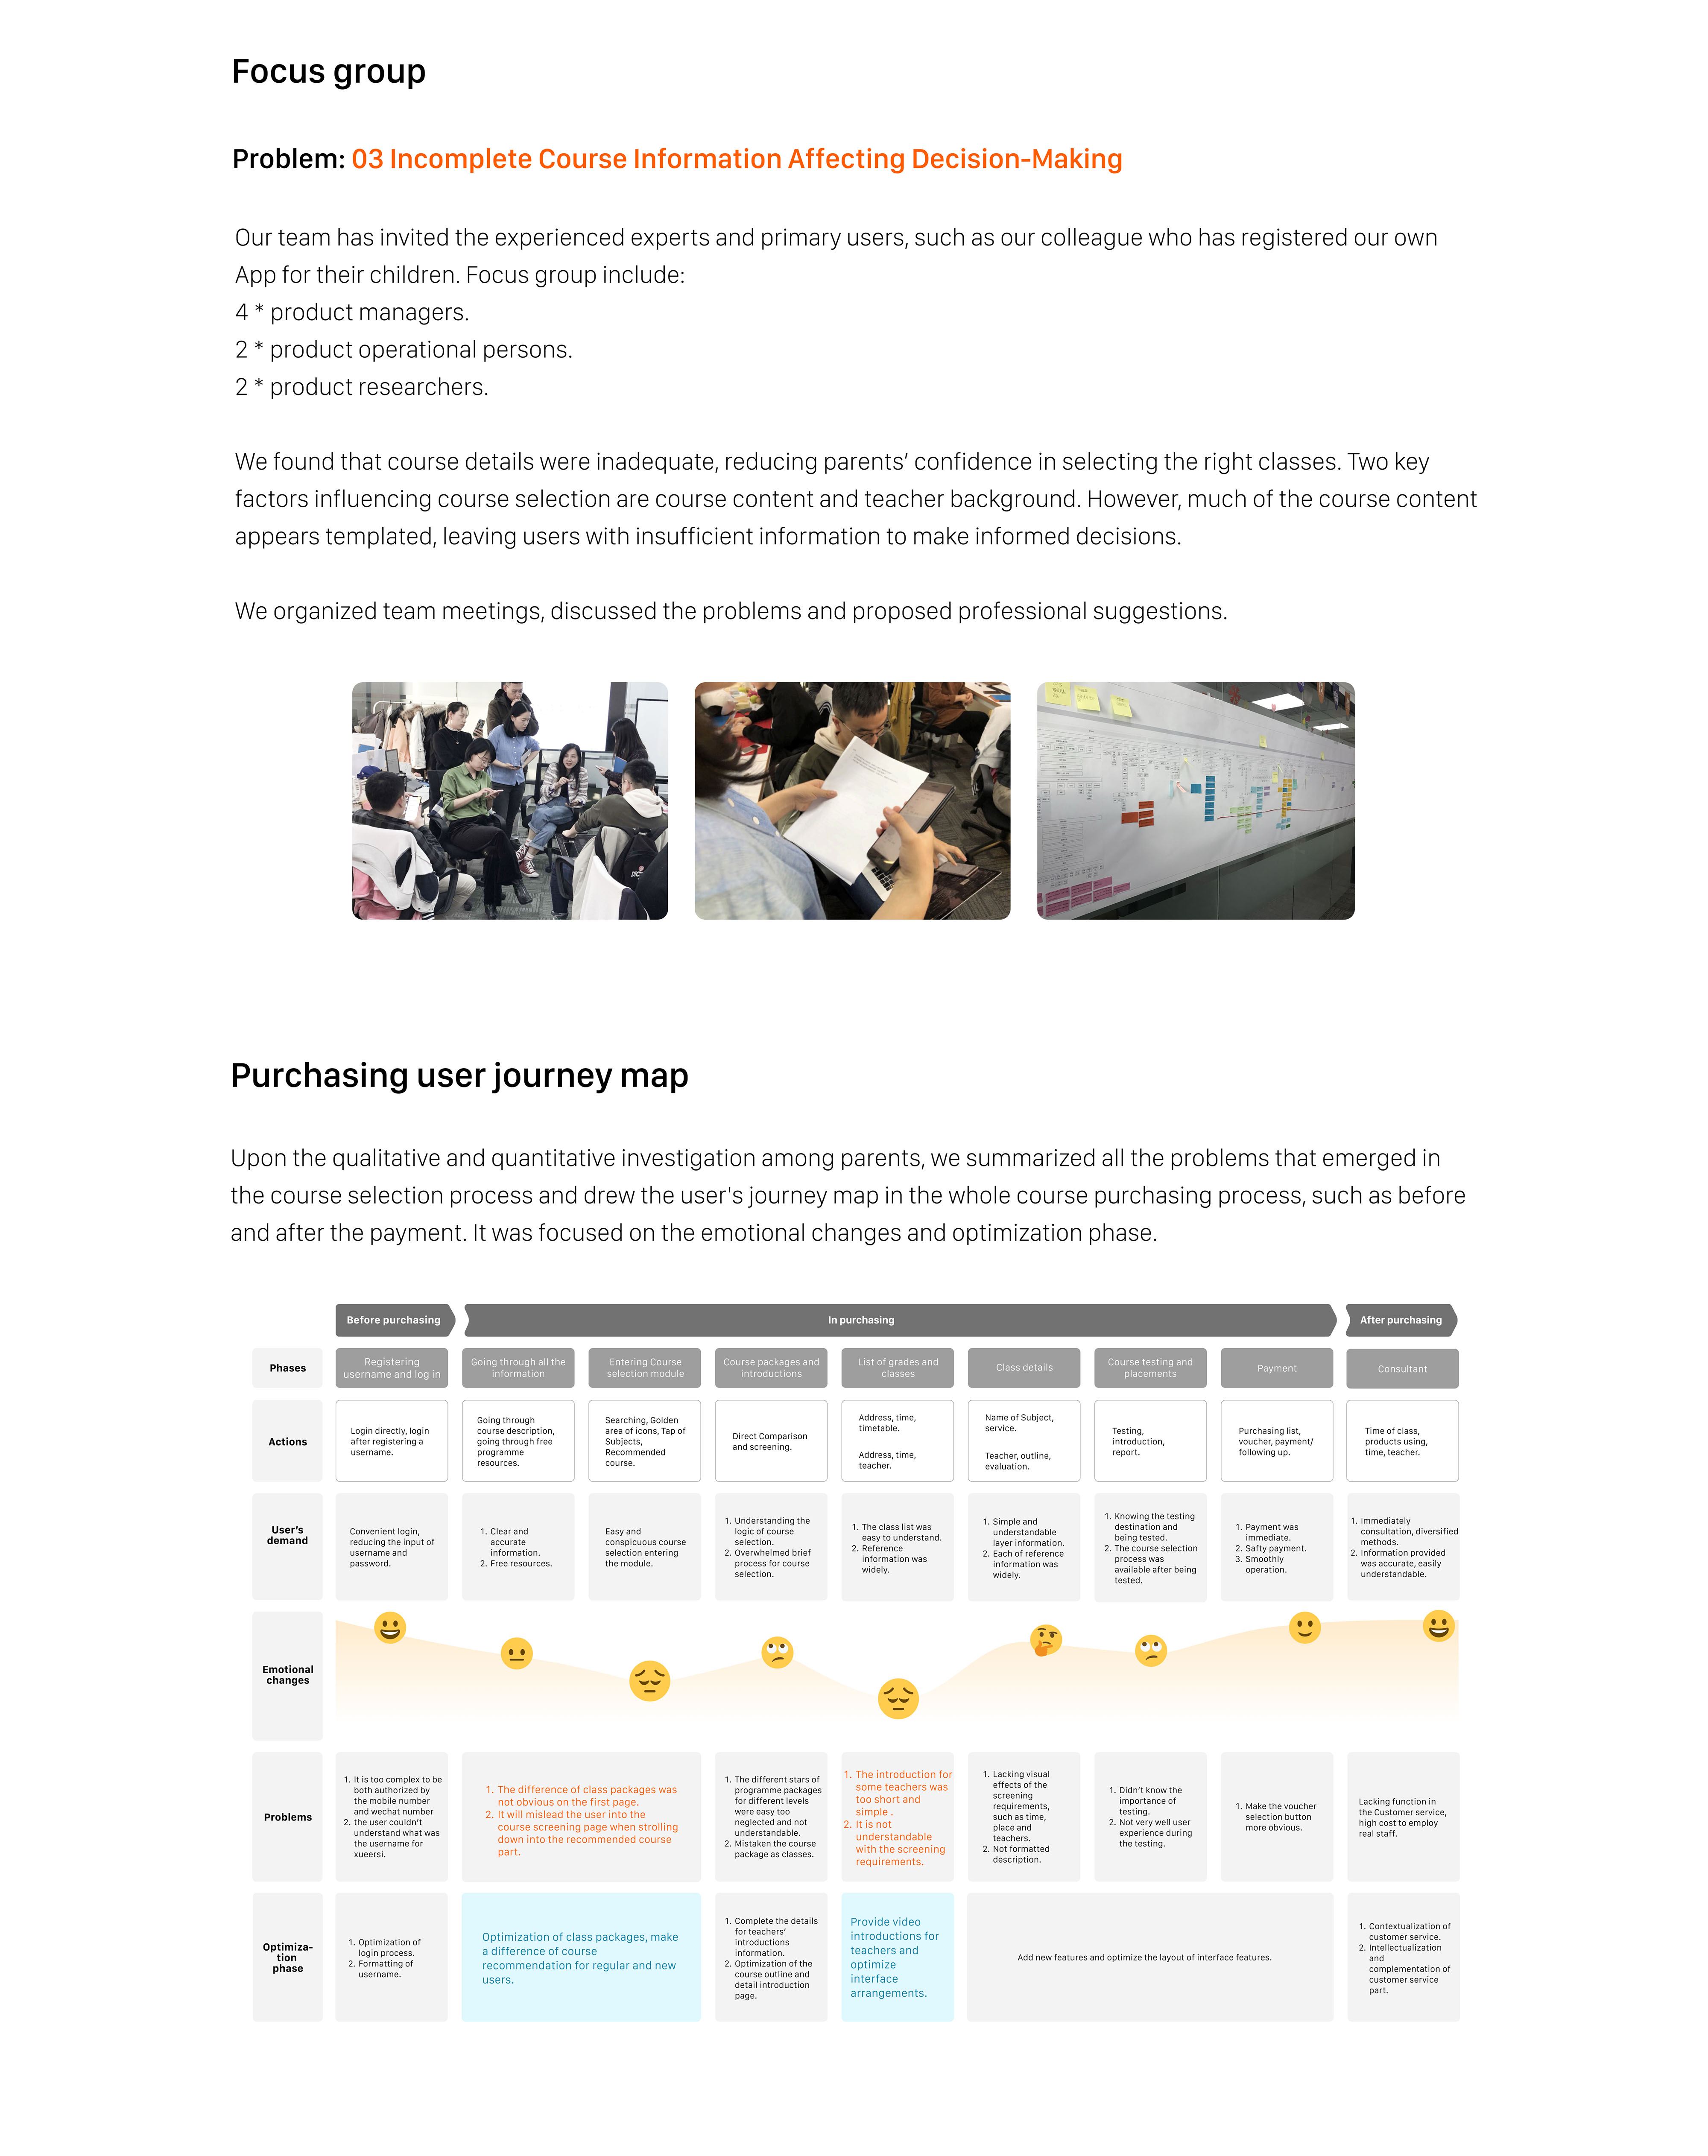 Focus group
Problem: 03 Incomplete Course Information Affecting Decision-Making
Our team has invited the experienced experts and primary users, such as our colleague who has registered our own
App for their children. Focus group include:
4 * product managers.
2 * product operational persons.
2 * product researchers.
We found that course details were inadequate, reducing parents’ confidence in selecting the right classes. Two key
factors influencing course selection are course content and teacher background. However, much of the course content
appears templated, leaving users with insufficient information to make informed decisions.
We organized team meetings, discussed the problems and proposed professional suggestions.
Purchasing user journey map
Upon the qualitative and quantitative investigation among parents, we summarized all the problems that emerged in
the course selection process and drew the user's journey map in the whole course purchasing process, such as before
and after the payment. It was focused on the emotional changes and optimization phase.
Before purchasing
In purchasing
After purchasing
Phases
Registering
username and log in
Going through all the
information
Entering Course
selection module
Course packages and
introductions
List of grades and
classes
Class details
Course testing and
placements
Payment
Consultant
Actions
Login directly, login
after registering a
username.
Going through
course description,
going through free
programme
resources.
Searching, Golden
area of icons, Tap of
Subjects,
Recommended
course.
Direct Comparison
and screening.
Address, time,
timetable.
Address, time,
teacher.
Name of Subject,
service.
Teacher, outline,
evaluation.
Testing,
introduction,
report.
Purchasing list,
voucher, payment/
following up.
Time of class,
products using,
time, teacher.
User’s
demand
Convenient login,
reducing the input of
username and
password.
1. Clear and
accurate
information.
2. Free resources.
Easy and
conspicuous course
selection entering
the module.
1. Understanding the
logic of course
selection.
2. Overwhelmed brief
process for course
selection.
1. The class list was
easy to understand.
2. Reference
information was
widely.
1. Simple and
understandable
layer information.
2. Each of reference
information was
widely.
1. Knowing the testing
destination and
being tested.
2. The course selection
process was
available after being
tested.
1. Payment was
immediate.
2. Safty payment.
3. Smoothly
operation.
1. Immediately
consultation, diversified
methods.
2. Information provided
was accurate, easily
understandable.
Emotional
changes
Problems
1. It is too complex to be
both authorized by
the mobile number
and wechat number
2. the user couldn’t
understand what was
the username for
xueersi.
1. The difference of class packages was
not obvious on the first page.
2. It will mislead the user into the
course screening page when strolling
down into the recommended course
part.
1. The different stars of
programme packages
for different levels
were easy too
neglected and not
understandable.
2. Mistaken the course
package as classes.
1. The introduction for
some teachers was
too short and
simple .
2. It is not
understandable
with the screening
requirements.
1. Lacking visual
effects of the
screening
requirements,
such as time,
place and
teachers.
2. Not formatted
description.
1. Didn’t know the
importance of
testing.
2. Not very well user
experience during
the testing.
1. Make the voucher
selection button
more obvious.
Lacking function in
the Customer service,
high cost to employ
real staff.
Optimiza-
tion
phase
1. Optimization of
login process.
2. Formatting of
username.
Optimization of class packages, make
a difference of course
recommendation for regular and new
users.
1. Complete the details
for teachers’
introductions
information.
2. Optimization of the
course outline and
detail introduction
page.
Provide video
introductions for
teachers and
optimize
interface
arrangements.
Add new features and optimize the layout of interface features.
1. Contextualization of
customer service.
2. Intellectualization
and
complementation of
customer service
part.